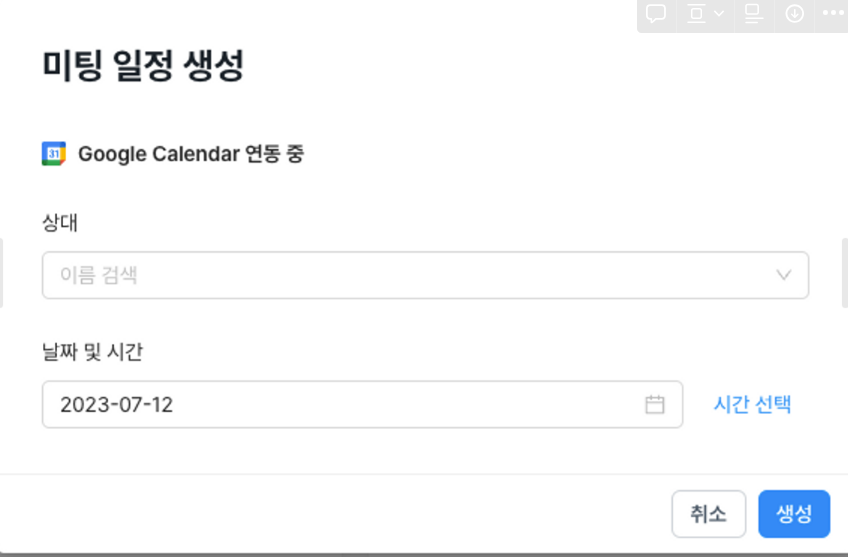 미팅 일정 생성
31 Google Calendar 연동 중
상대
이름 검색
날짜 및 시간
2023-07-12 시간 선택
취소 생성